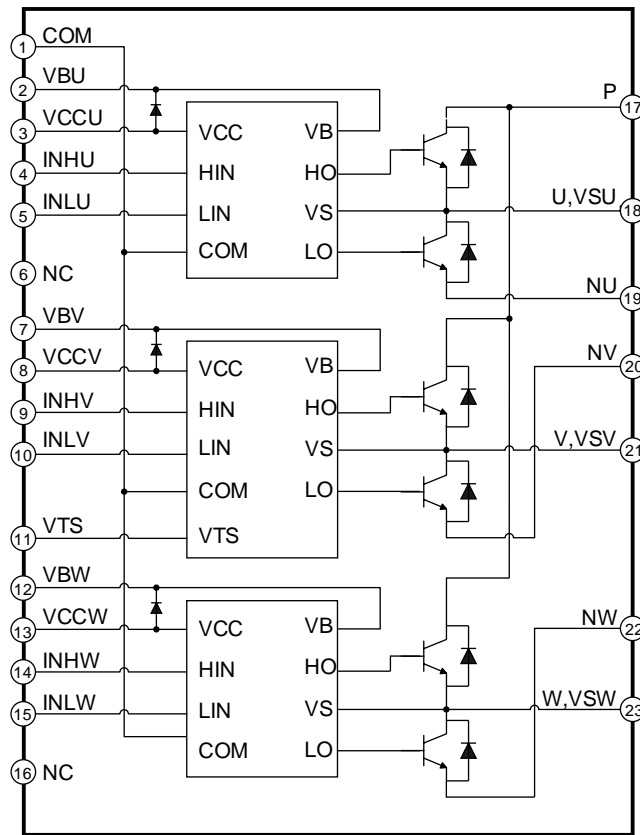 1 COM
2 VBU
3 VCCU
4 INHU
5 INLU
6 NC
7 VBV
8 VCCV
9 INHV
10 INLV
11 VTS
12 VBW
13 VCCW
14 INHW
15 INLW
16 NC
VCC VB
HIN HO
LIN VS
COM LO
VCC VB
HIN HO
LIN VS
COM LO
VTS
VCC VB
HIN HO
LIN VS
COM LO
P 17
U,VSU 18
NU 19
NV 20
V,VSV 21
NW 22
W,VSW 23